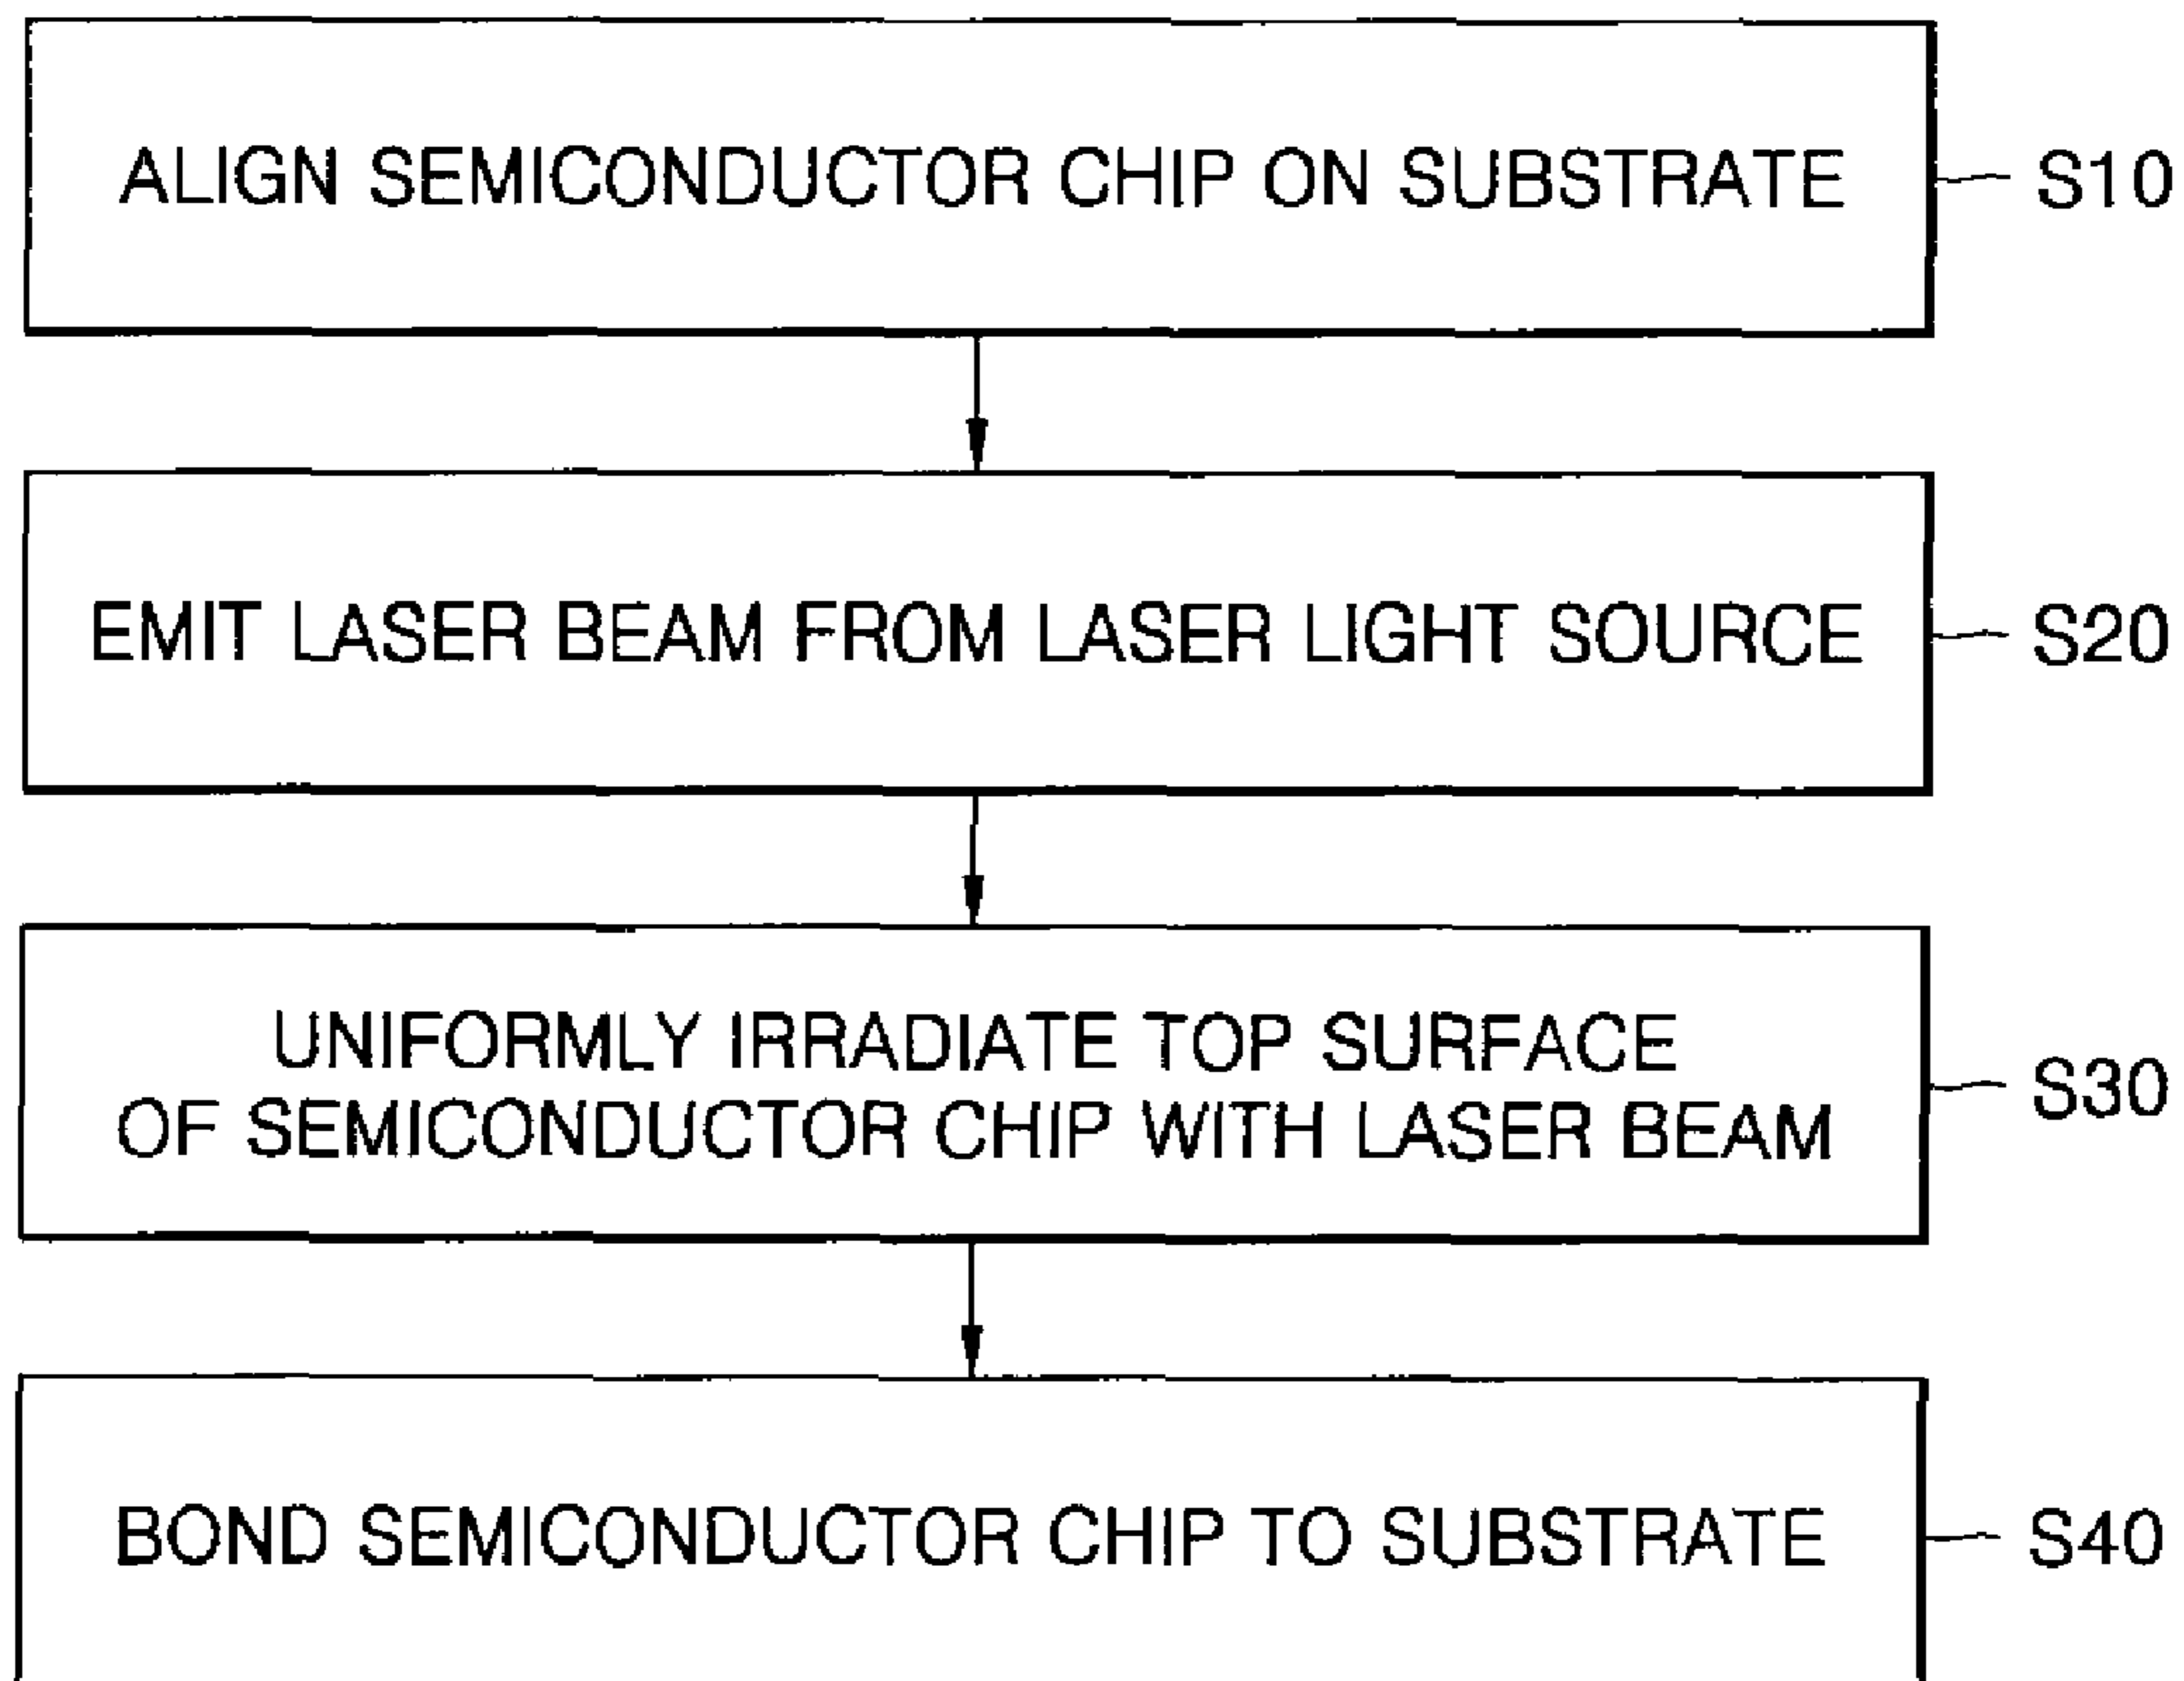 ALIGN SEMICONDUCTOR CHIP ON SUBSTRATE
S10
EMIT LASER BEAM FROM LASER LIGHT SOURCE
S20
UNIFORMLY IRRADIATE TOP SURFACE
OF SEMICONDUCTOR CHIP WITH LASER BEAM
S30
BOND SEMICONDUCTOR CHIP TO SUBSTRATE
S40